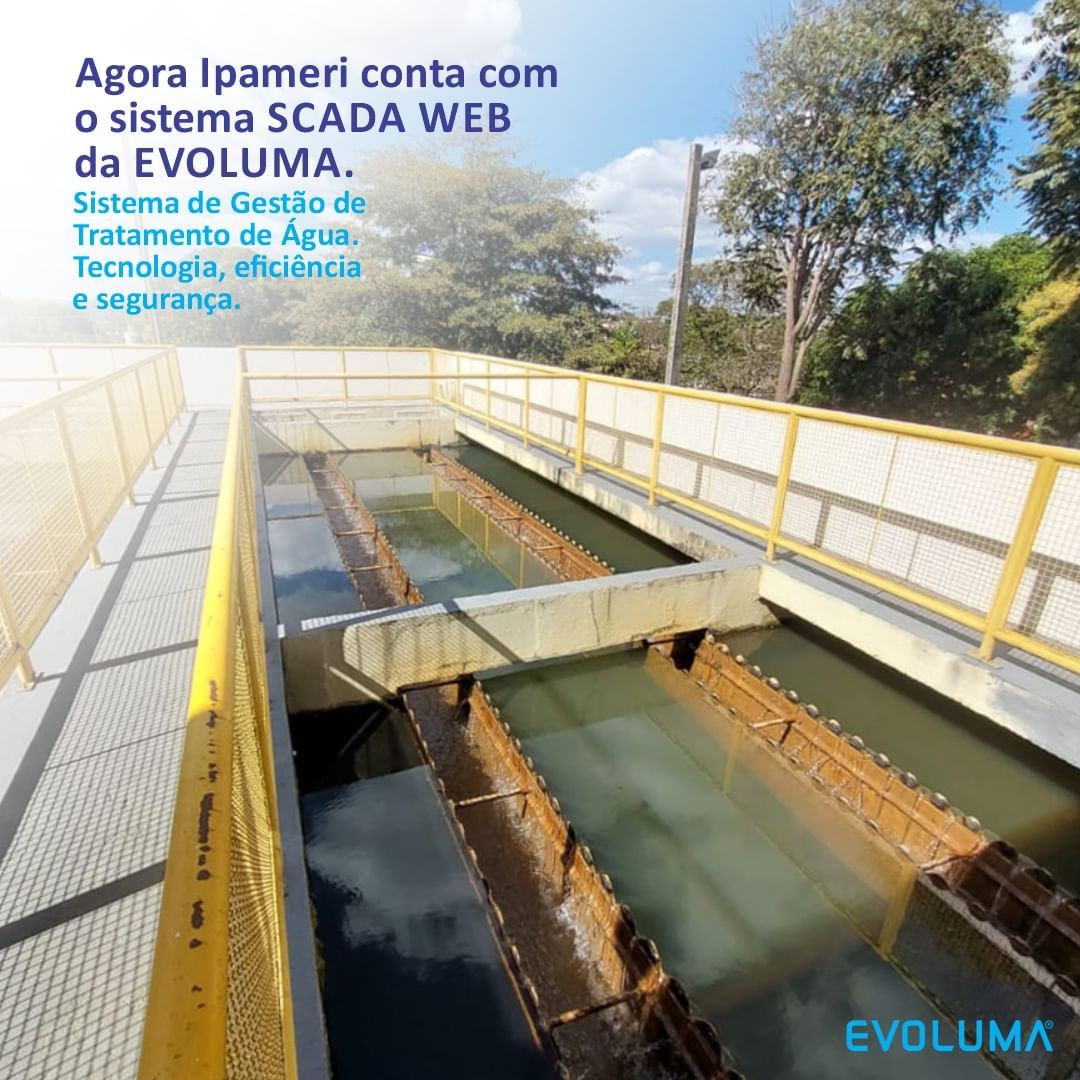 Agora Ipameri conta com
o sistema SCADA WEB
da EVOLUMA.
Sistema de Gestão de
Tratamento de Água.
Tecnologia, eficiência
e segurança.
EVOLUMA®